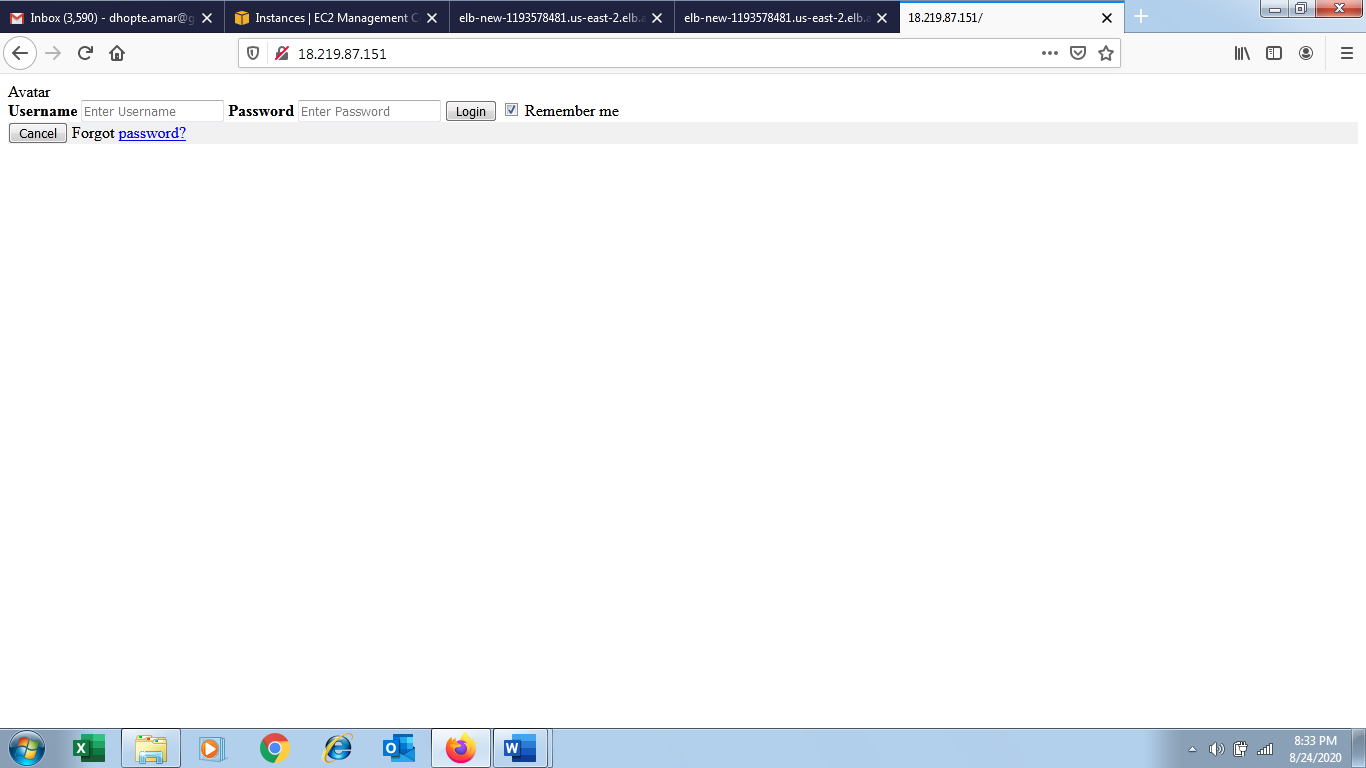 Inbox (3,590) - dhopte.amar@g
Instances | EC2 Management C
elb-new-1193578481.us-east-2.elb.a
elb-new-1193578481.us-east-2.elb.a
18.219.87.151/
18.219.87.151
Avatar
Username Enter Username Password Enter Password Login Remember me
Cancel Forgot password?
8:33 PM
8/24/2020